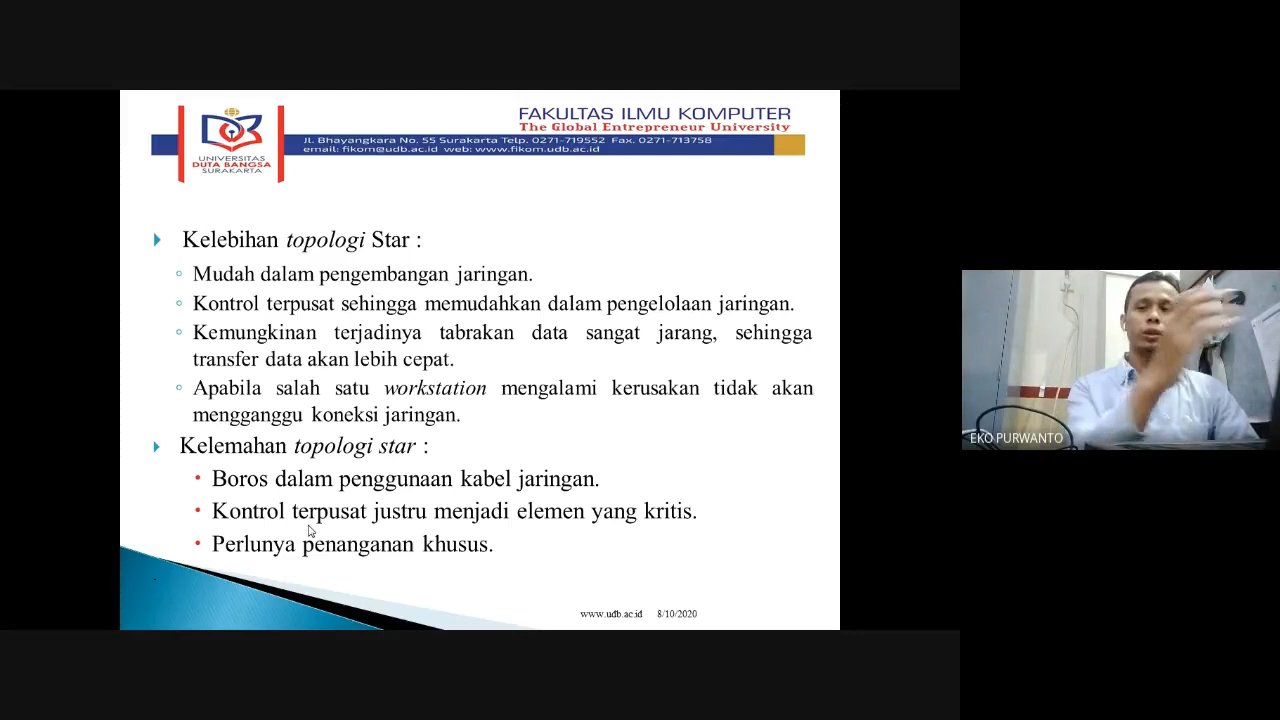 FAKULTAS ILMU KOMPUTER
The Global Entrepreneur University
Jl. Bhayangkara No. 55 Surakarta Telp. 0271-719552 Fax. 0271-713758
email: fikom@udb.ac.id web: www.fikom.udb.ac.id
UNIVERSITAS
DUTA BANGSA
SURAKARTA
Kelebihan topologi Star :
Mudah dalam pengembangan jaringan.
Kontrol terpusat sehingga memudahkan dalam pengelolaan jaringan.
Kemungkinan terjadinya tabrakan data sangat jarang, sehingga
transfer data akan lebih cepat.
Apabila salah satu workstation mengalami kerusakan tidak akan
mengganggu koneksi jaringan.
Kelemahan topologi star :
Boros dalam penggunaan kabel jaringan.
Kontrol terpusat justru menjadi elemen yang kritis.
Perlunya penanganan khusus.
www.udb.ac.id 8/10/2020
EKO PURWANTO